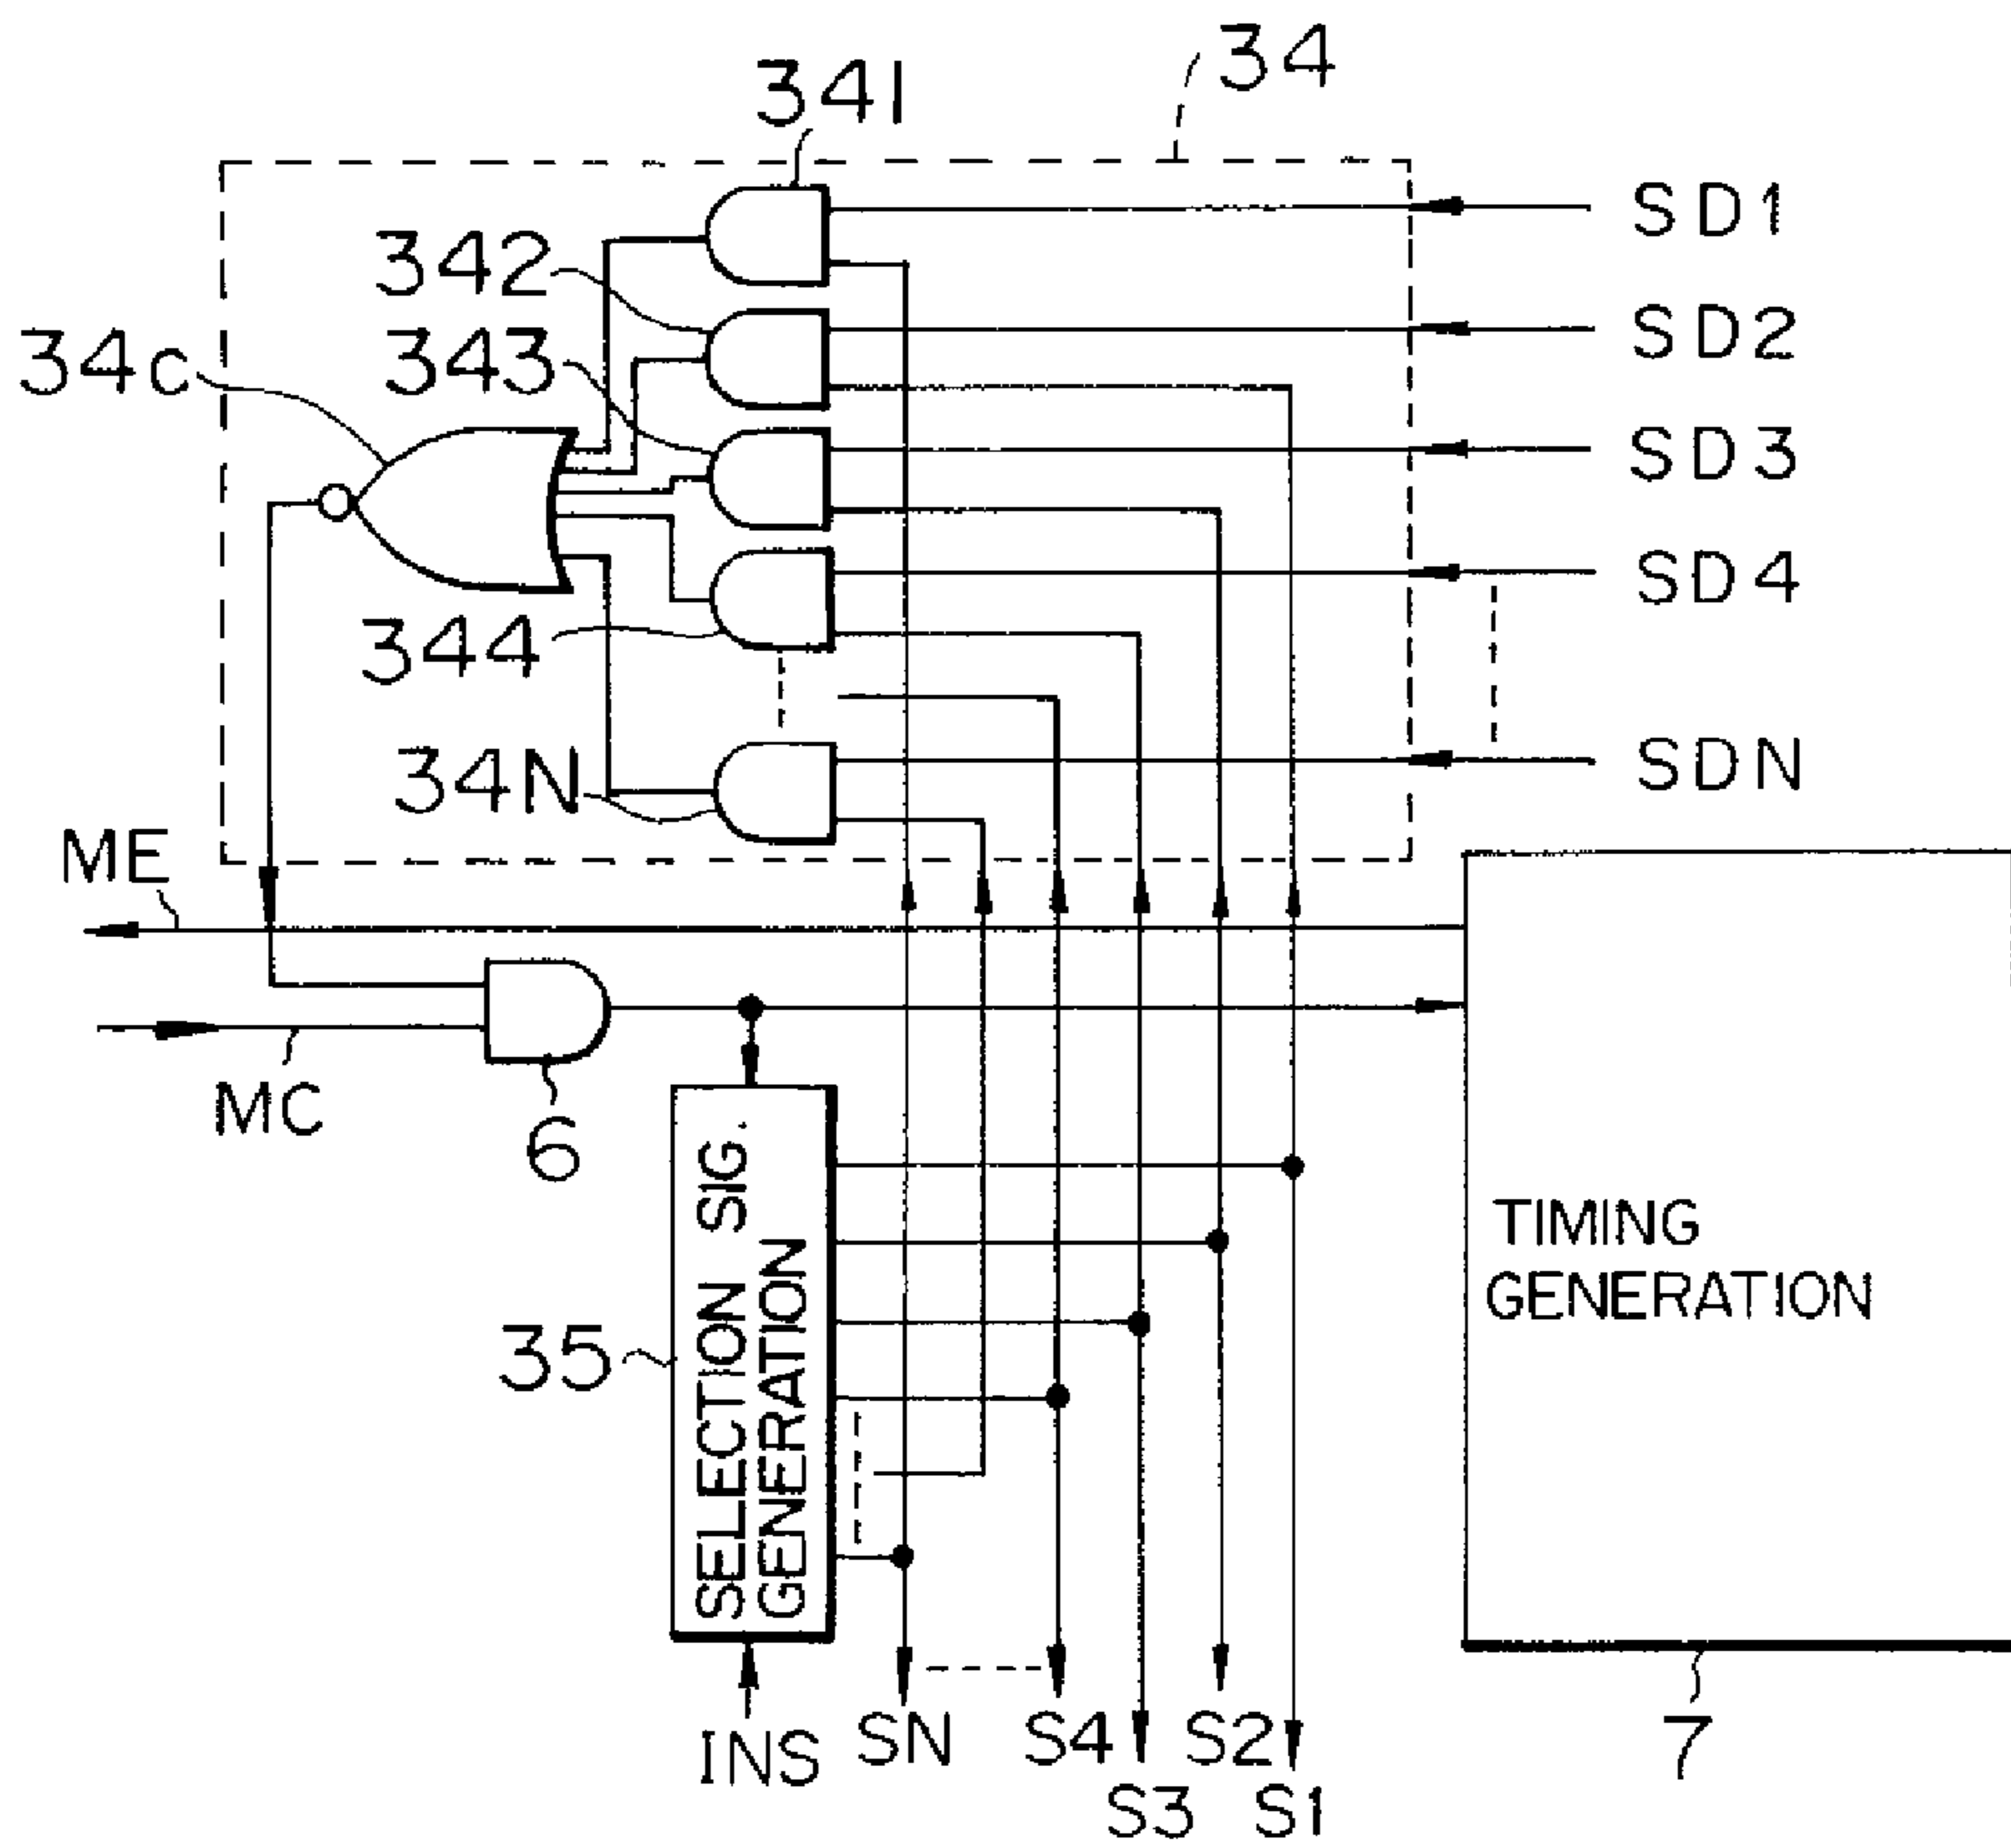 34
341
SD1
342
SD2
343
34c
SD3
SD4
344
34N
SDN
ME
MC
6
SELECTION SIG.
GENERATION
TIMING
GENERATION
35
INS
SN
S4
S2
7
S3
S1